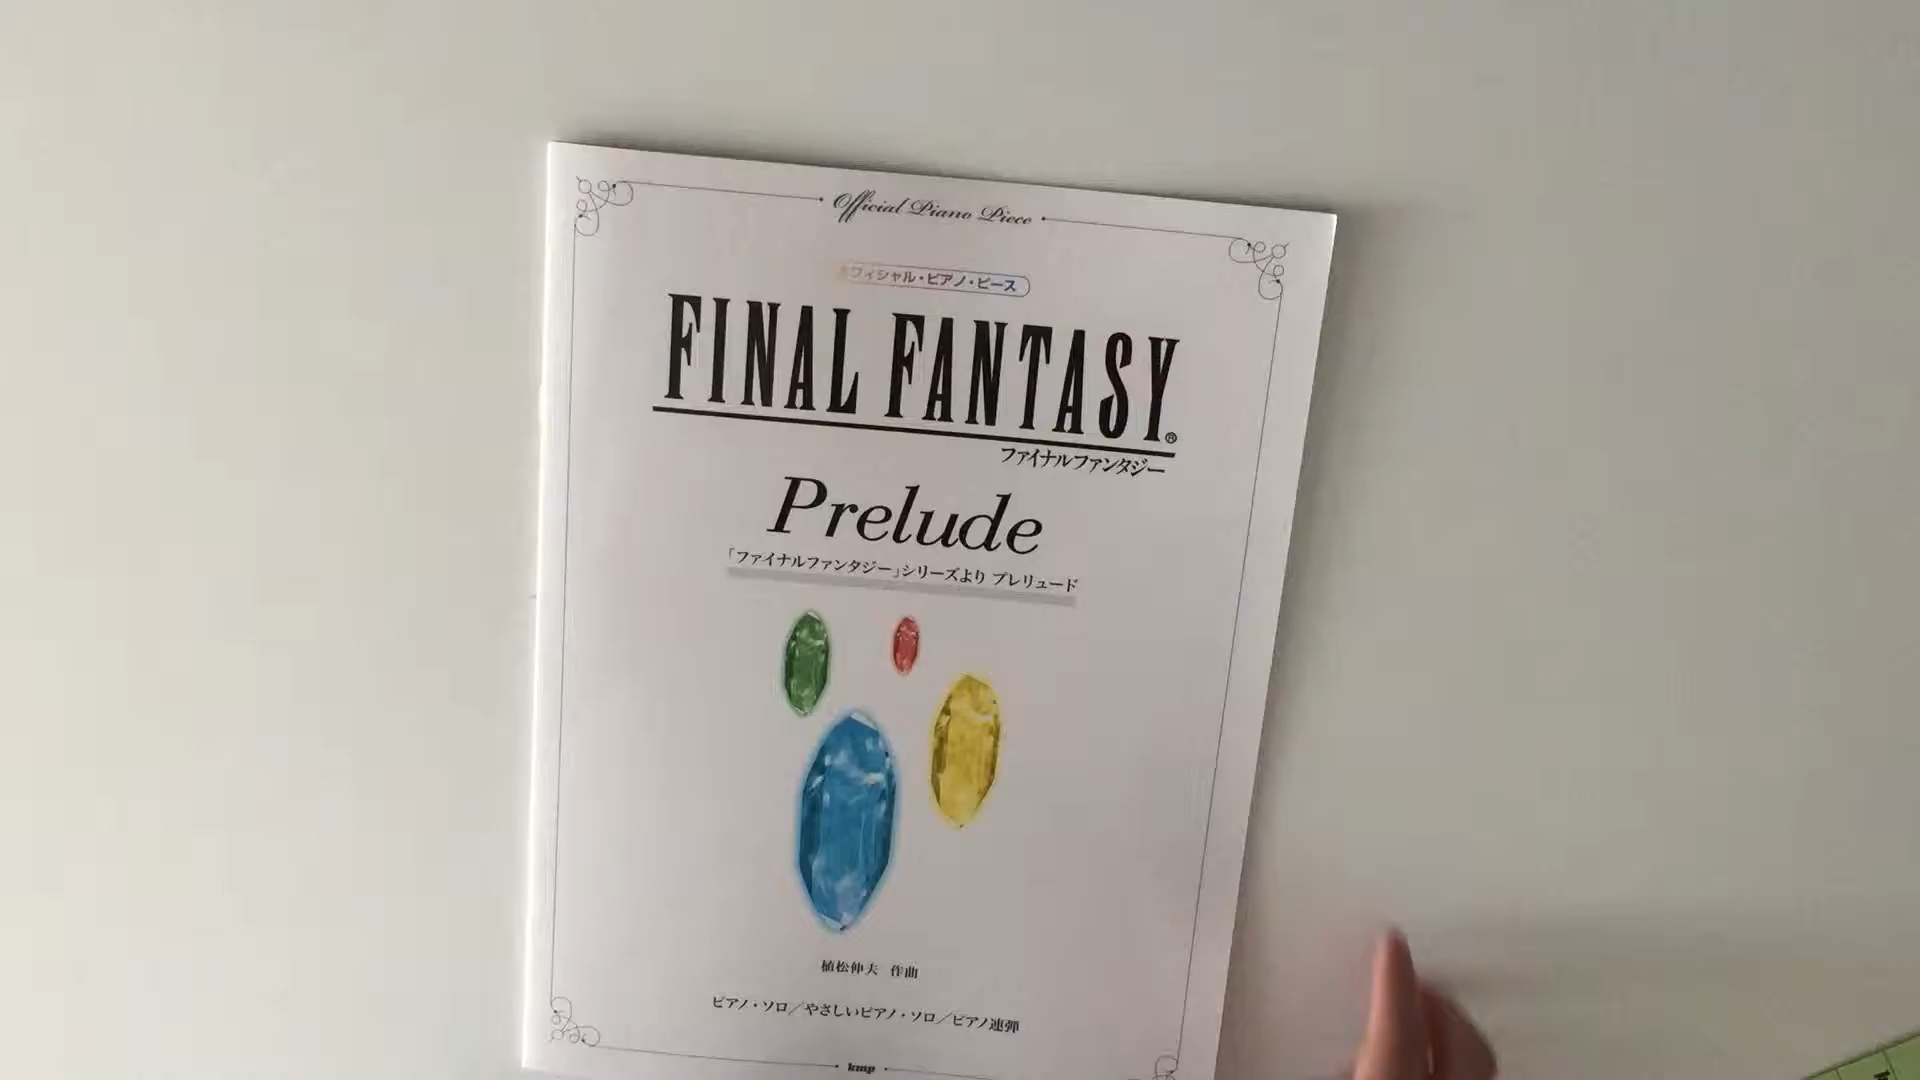 Official Piano Piece
フィシャル・ピアノ・ピース
FINAL FANTASY®
ファイナルファンタジー
Prelude
「ファイナルファンタジー」シリーズより プレリュード
植松伸夫 作曲
ピアノ・ソロ/やさしいピアノ・ソロ/ピアノ連弾
kmp